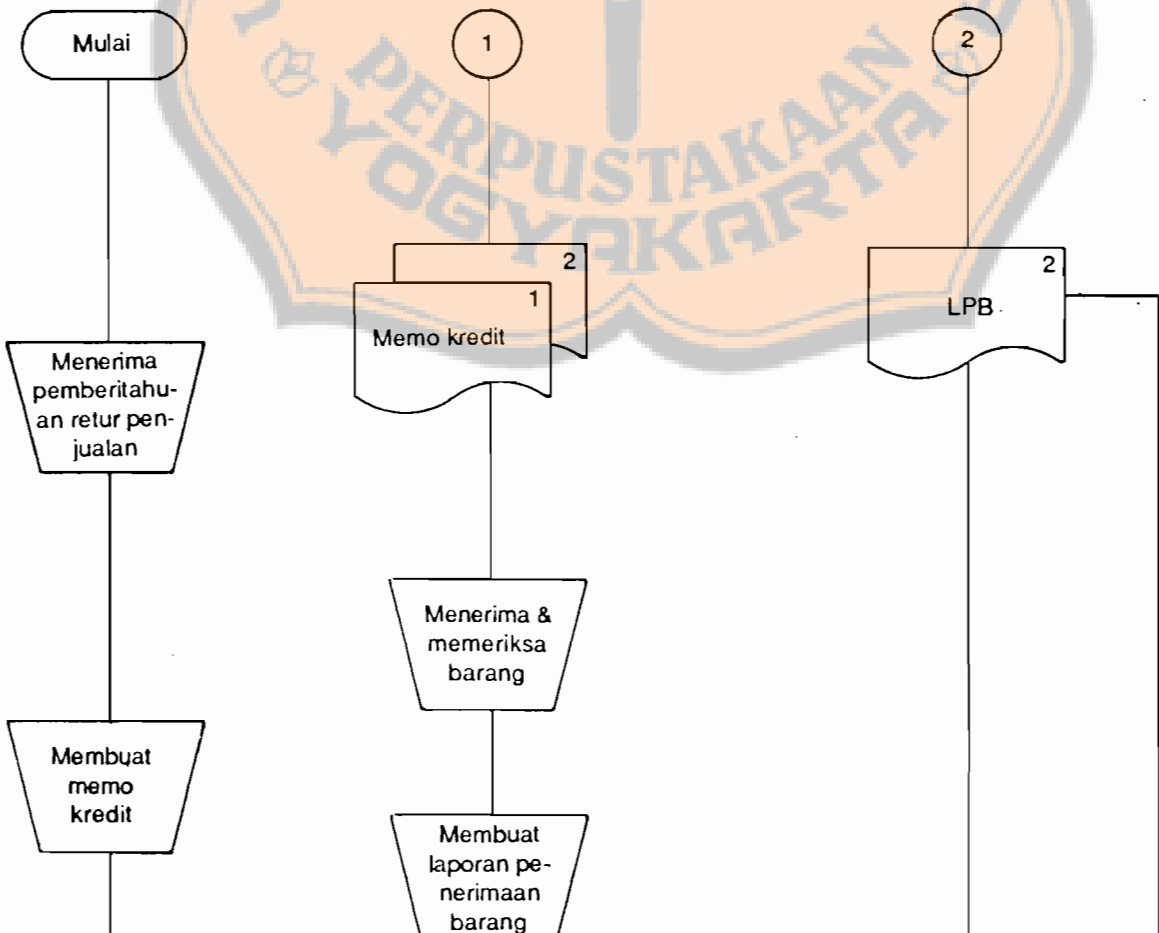 Mulai
1
2
PERPUSTAKAAN
YOGYAKARTA
2
1
Memo kredit
2
LPB
Menerima
pemberitahu-
an retur pen-
jualan
Menerima &
memeriksa
barang
Membuat
memo
kredit
Membuat
laporan pe-
nerimaan
barang